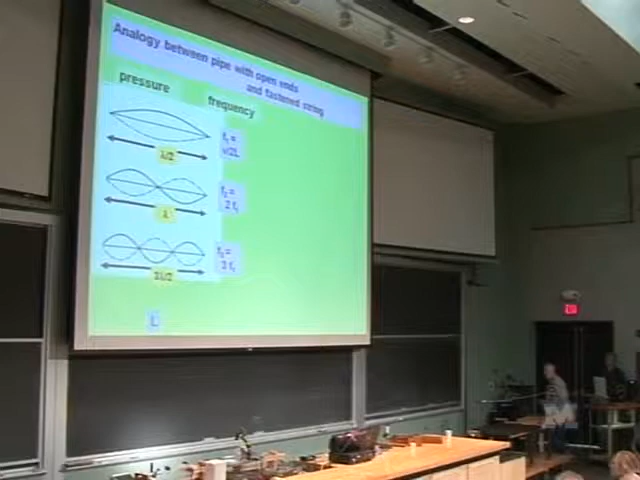 Analogy between pipe with open ends
and fastened string
pressure
frequency
f₁ =
v/2L
λ/2
f₂ =
2 f₁
λ
f₃ =
3 f₁
3λ/2
L